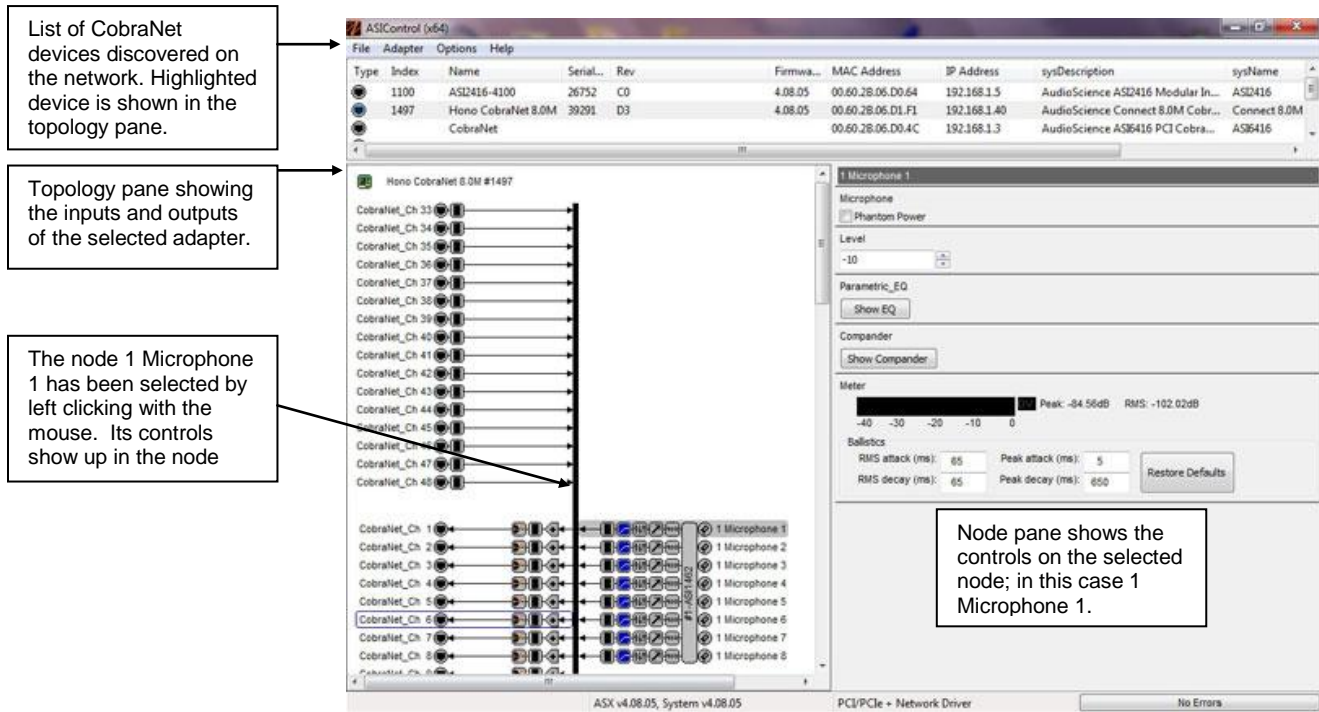 List of CobraNet
devices discovered on
the network. Highlighted
device is shown in the
topology pane.
Topology pane showing
the inputs and outputs
of the selected adapter.
The node 1 Microphone
1 has been selected by
left clicking with the
mouse. Its controls
show up in the node
ASIControl (x64)
File Adapter Options Help
Type Index Name Serial... Rev Firmwa... MAC Address IP Address sysDescription sysName
1100 ASI2416-4100 26752 C0 4.08.05 00.60.2B.06.D0.64 192.168.1.5 AudioScience ASI2416 Modular In... ASI2416
1497 Hono CobraNet 8.0M 39291 D3 4.08.05 00.60.2B.06.D1.F1 192.168.1.40 AudioScience Connect 8.0M Cobr... Connect 8.0M
CobraNet 00.60.2B.06.D0.4C 192.168.1.3 AudioScience ASI6416 PCI Cobra... ASI6416
Hono CobraNet 8.0M #1497
CobraNet_Ch 33
CobraNet_Ch 34
CobraNet_Ch 35
CobraNet_Ch 36
CobraNet_Ch 37
CobraNet_Ch 38
CobraNet_Ch 39
CobraNet_Ch 40
CobraNet_Ch 41
CobraNet_Ch 42
CobraNet_Ch 43
CobraNet_Ch 44
CobraNet_Ch 45
CobraNet_Ch 46
CobraNet_Ch 47
CobraNet_Ch 48
CobraNet_Ch 1 1 Microphone 1
CobraNet_Ch 2 1 Microphone 2
CobraNet_Ch 3 1 Microphone 3
CobraNet_Ch 4 1 Microphone 4
CobraNet_Ch 5 1 Microphone 5
CobraNet_Ch 6 1 Microphone 6
CobraNet_Ch 7 1 Microphone 7
CobraNet_Ch 8 1 Microphone 8
#1-ASI1462
1 Microphone 1
Microphone
Phantom Power
Level
-10
Parametric_EQ
Show EQ
Compander
Show Compander
Meter
Peak: -84.56dB RMS: -102.02dB
-40 -30 -20 -10 0
Ballistics
RMS attack (ms): 65 Peak attack (ms): 5
RMS decay (ms): 65 Peak decay (ms): 650
Restore Defaults
Node pane shows the
controls on the selected
node; in this case 1
Microphone 1.
ASX v4.08.05, System v4.08.05 PCI/PCIe + Network Driver No Errors